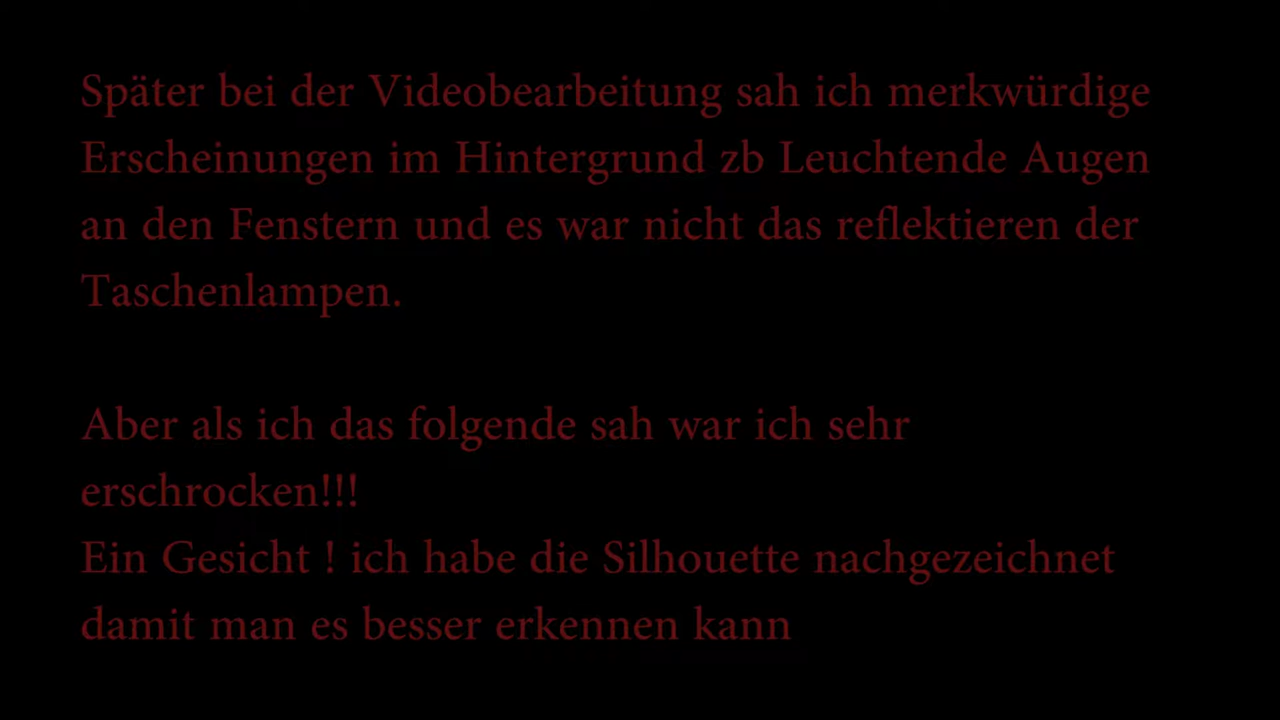 Später bei der Videobearbeitung sah ich merkwürdige
Erscheinungen im Hintergrund zb Leuchtende Augen
an den Fenstern und es war nicht das reflektieren der
Taschenlampen.
Aber als ich das folgende sah war ich sehr
erschrocken!!!
Ein Gesicht ! ich habe die Silhouette nachgezeichnet
damit man es besser erkennen kann